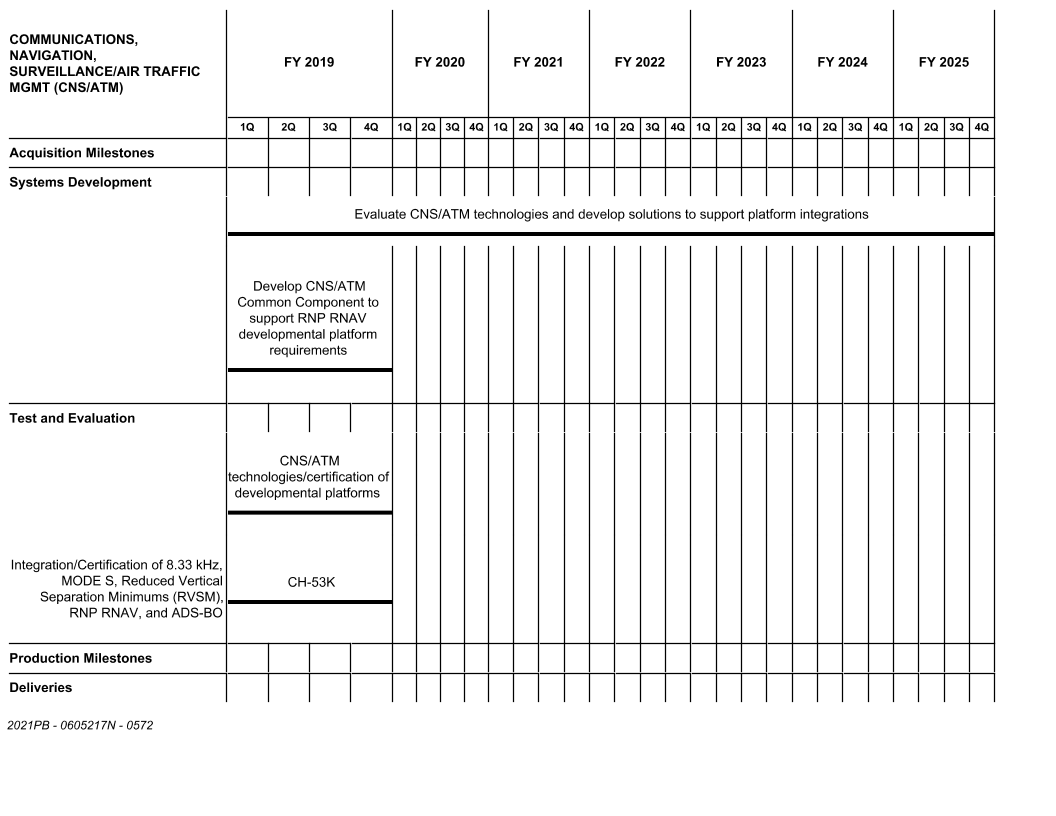 COMMUNICATIONS,
NAVIGATION,
SURVEILLANCE/AIR TRAFFIC
MGMT (CNS/ATM)
FY 2019 FY 2020 FY 2021 FY 2022 FY 2023 FY 2024 FY 2025
1Q 2Q 3Q 4Q 1Q 2Q 3Q 4Q 1Q 2Q 3Q 4Q 1Q 2Q 3Q 4Q 1Q 2Q 3Q 4Q 1Q 2Q 3Q 4Q 1Q 2Q 3Q 4Q
Acquisition Milestones
Systems Development
Evaluate CNS/ATM technologies and develop solutions to support platform integrations
Develop CNS/ATM
Common Component to
support RNP RNAV
developmental platform
requirements
Test and Evaluation
CNS/ATM
technologies/certification of
developmental platforms
Integration/Certification of 8.33 kHz,
MODE S, Reduced Vertical
Separation Minimums (RVSM),
RNP RNAV, and ADS-BO
CH-53K
Production Milestones
Deliveries
2021PB - 0605217N - 0572